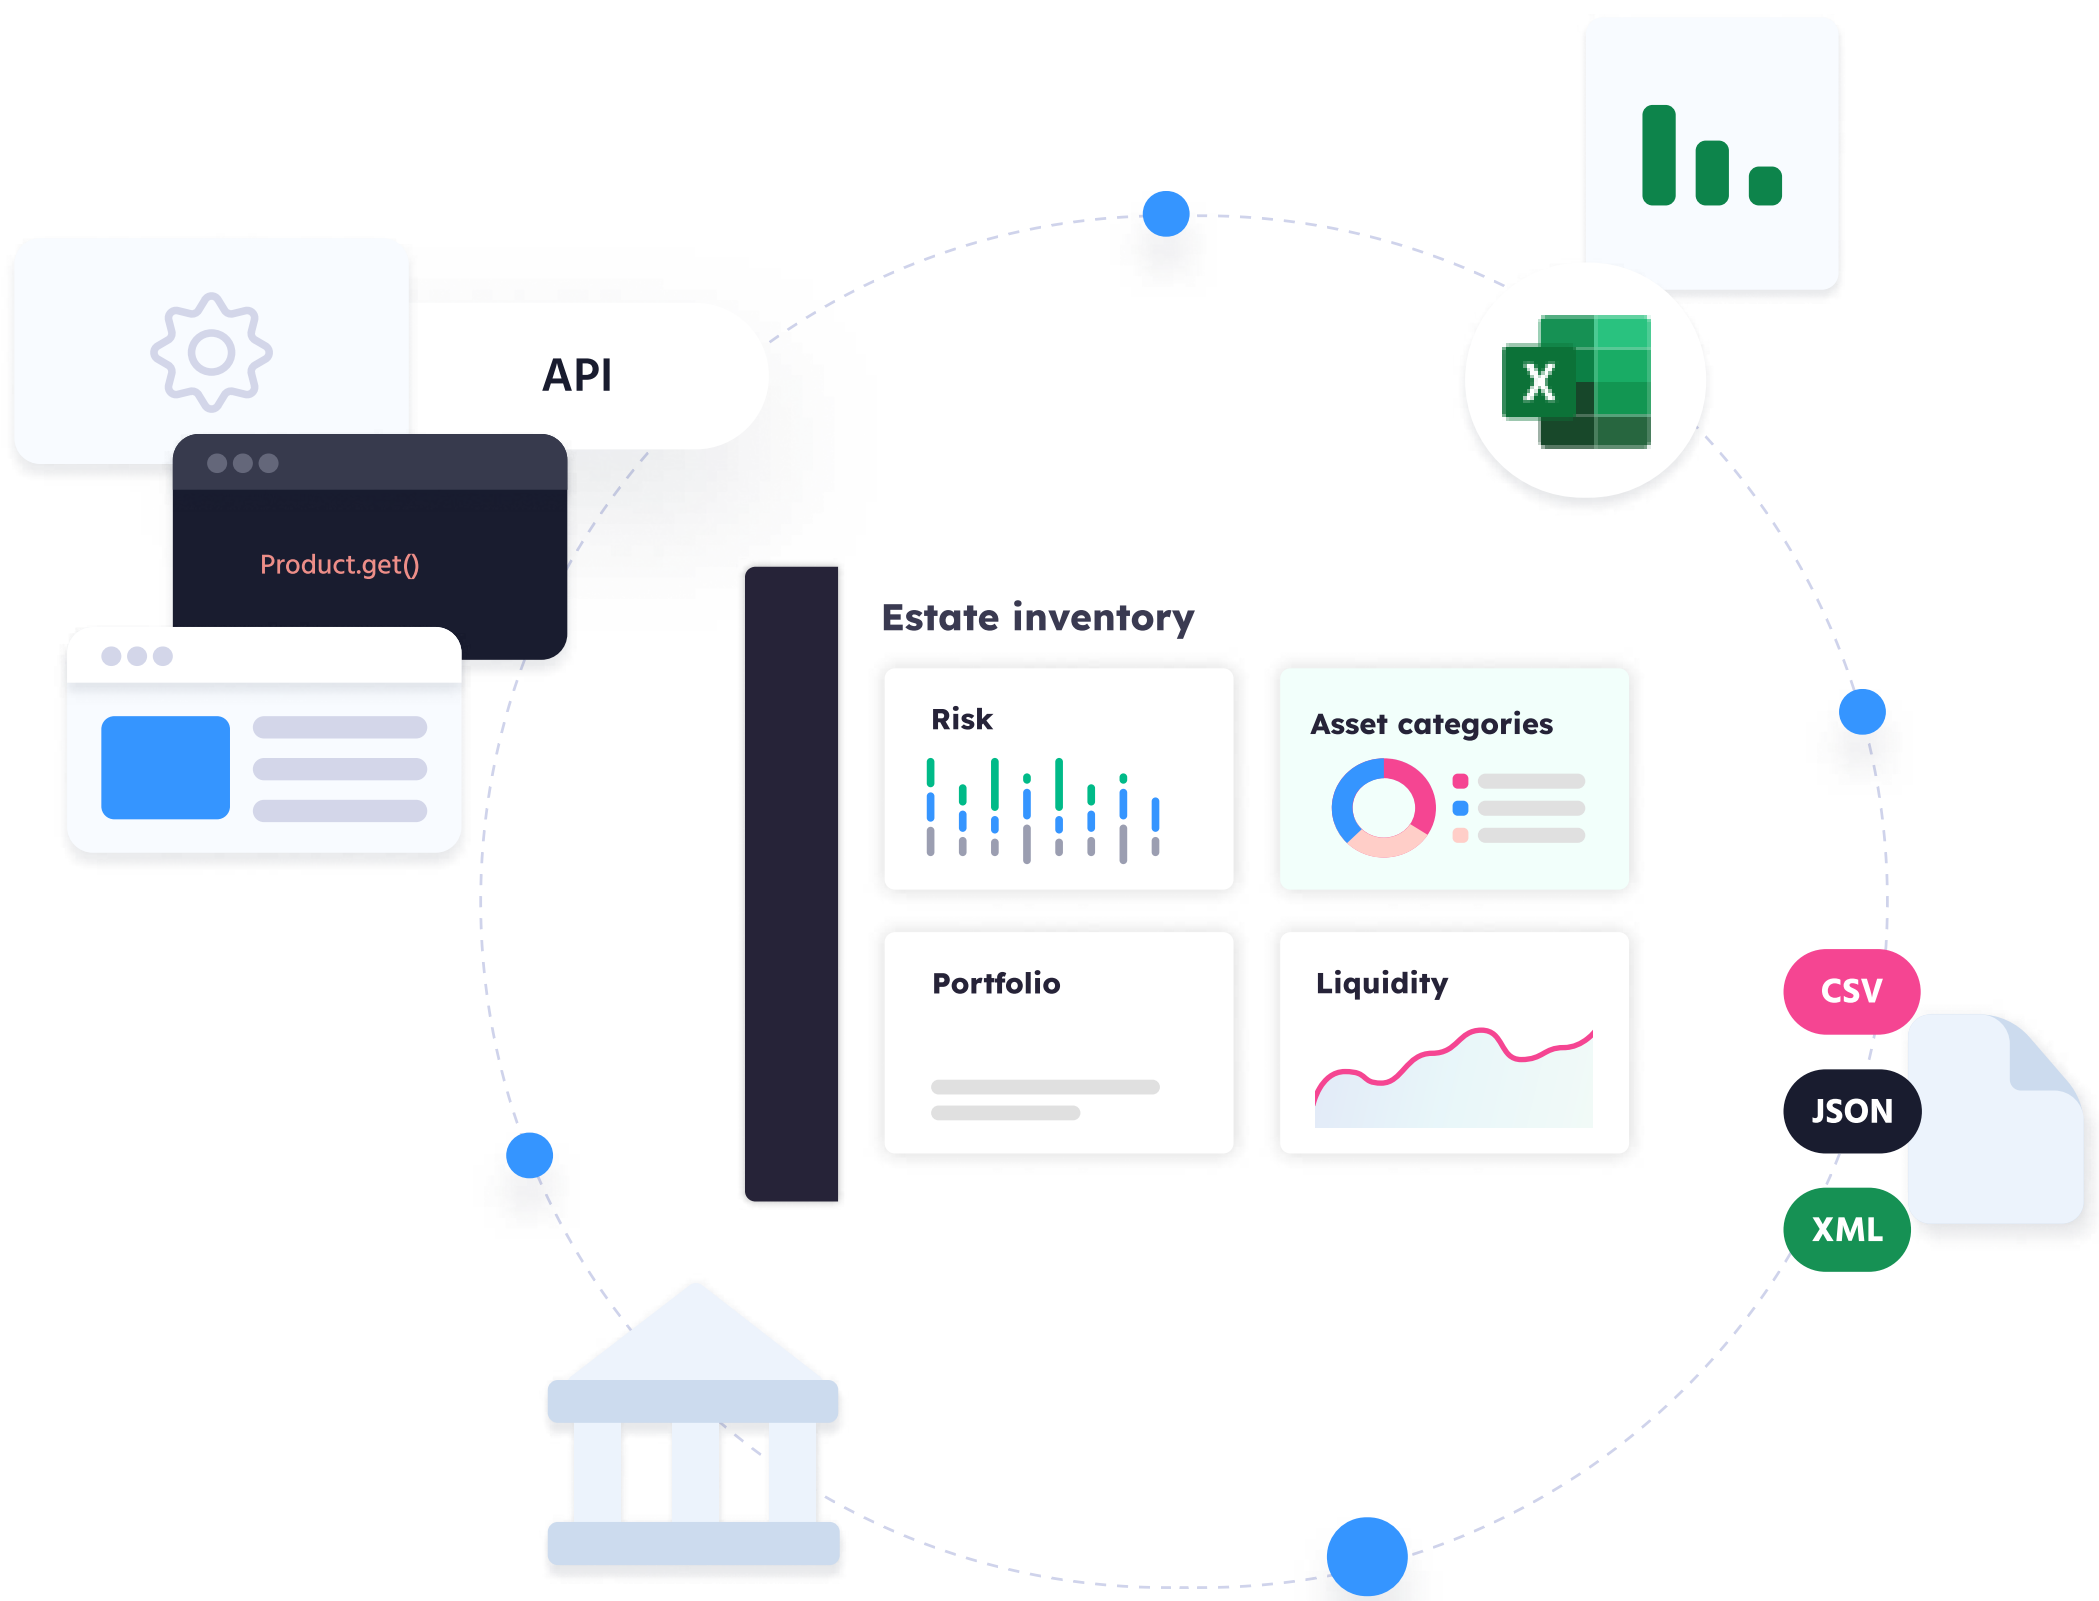 API
X
Product.get()
Estate inventory
Risk
Asset categories
Portfolio
Liquidity
CSV
JSON
XML